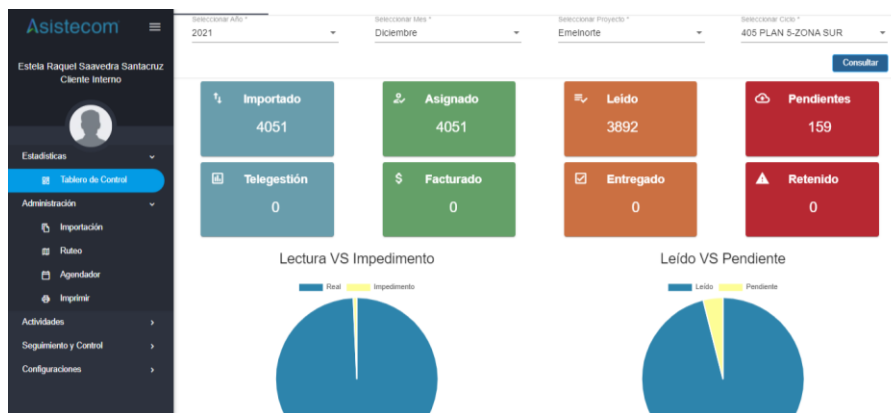 Asistecom
Estela Raquel Saavedra Santacruz
Cliente Interno
Estadísticas
Tablero de Control
Administración
Importación
Ruteo
Agendador
Imprimir
Actividades
Seguimiento y Control
Configuraciones
Seleccionar Año *
2021
Seleccionar Mes *
Diciembre
Seleccionar Proyecto *
Emelnorte
Seleccionar Ciclo *
405 PLAN 5-ZONA SUR
Consultar
Importado
4051
Asignado
4051
Leído
3892
Pendientes
159
Telegestión
0
Facturado
0
Entregado
0
Retenido
0
Lectura VS Impedimento
Real Impedimento
Leído VS Pendiente
Leído Pendiente